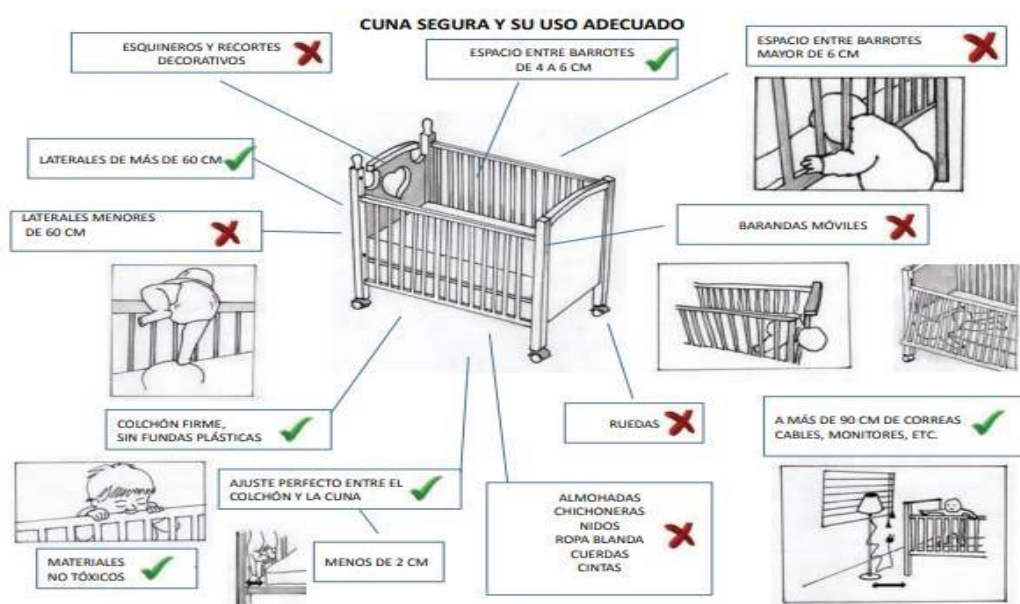 CUNA SEGURA Y SU USO ADECUADO
ESQUINEROS Y RECORTES
DECORATIVOS
ESPACIO ENTRE BARROTES
DE 4 A 6 CM
ESPACIO ENTRE BARROTES
MAYOR DE 6 CM
LATERALES DE MÁS DE 60 CM
LATERALES MENORES
DE 60 CM
BARANDAS MÓVILES
COLCHÓN FIRME,
SIN FUNDAS PLÁSTICAS
RUEDAS
A MÁS DE 90 CM DE CORREAS
CABLES, MONITORES, ETC.
AJUSTE PERFECTO ENTRE EL
COLCHÓN Y LA CUNA
ALMOHADAS
CHICHONERAS
NIDOS
ROPA BLANDA
CUERDAS
CINTAS
MATERIALES
NO TÓXICOS
MENOS DE 2 CM